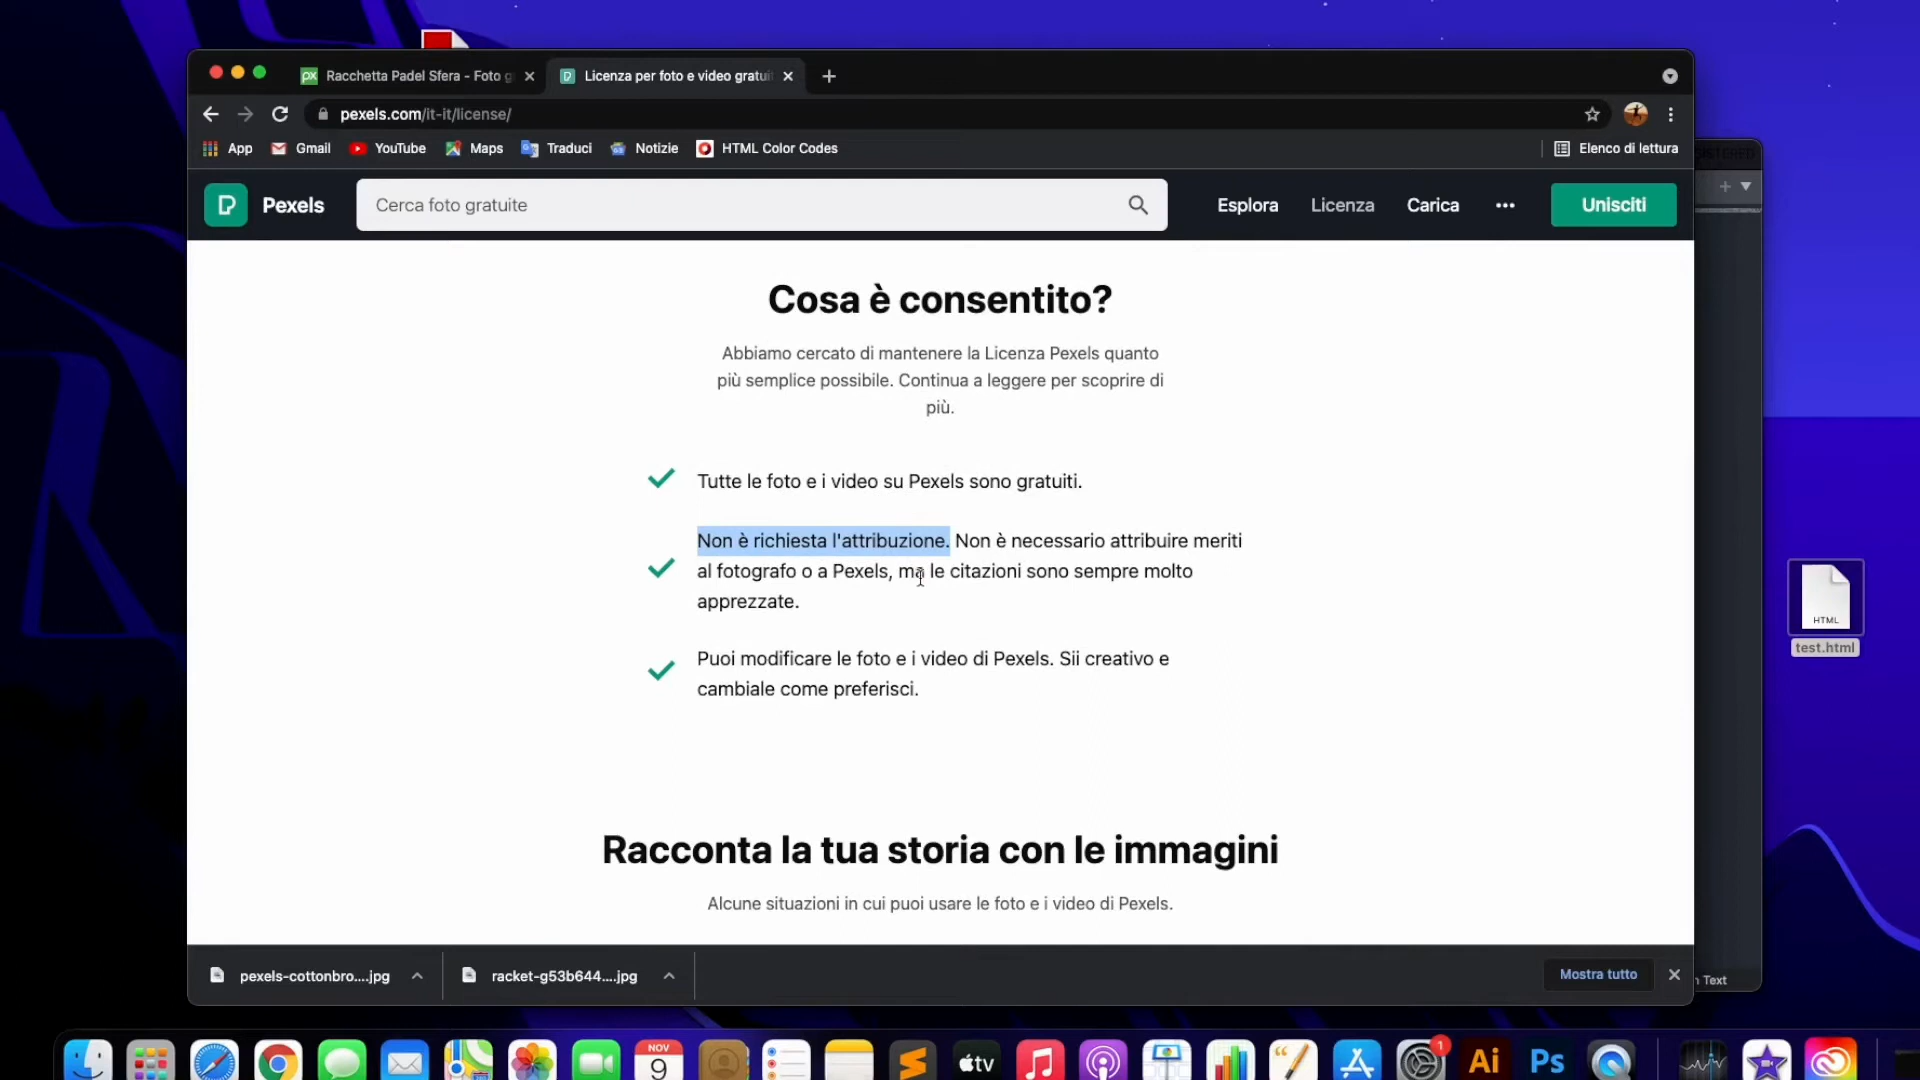 Racchetta Padel Sfera - Foto g
Licenza per foto e video gratui
pexels.com/it-it/license/
App
Gmail
YouTube
Maps
Traduci
Notizie
HTML Color Codes
Elenco di lettura
Pexels
Cerca foto gratuite
Esplora
Licenza
Carica
Unisciti
Cosa è consentito?
Abbiamo cercato di mantenere la Licenza Pexels quanto
più semplice possibile. Continua a leggere per scoprire di
più.
Tutte le foto e i video su Pexels sono gratuiti.
Non è richiesta l'attribuzione. Non è necessario attribuire meriti
al fotografo o a Pexels, ma le citazioni sono sempre molto
apprezzate.
Puoi modificare le foto e i video di Pexels. Sii creativo e
cambiale come preferisci.
HTML
test.html
Racconta la tua storia con le immagini
Alcune situazioni in cui puoi usare le foto e i video di Pexels.
pexels-cottonbro....jpg
racket-g53b644....jpg
Mostra tutto
n Text
NOV
9
tv
1
Ai
Ps